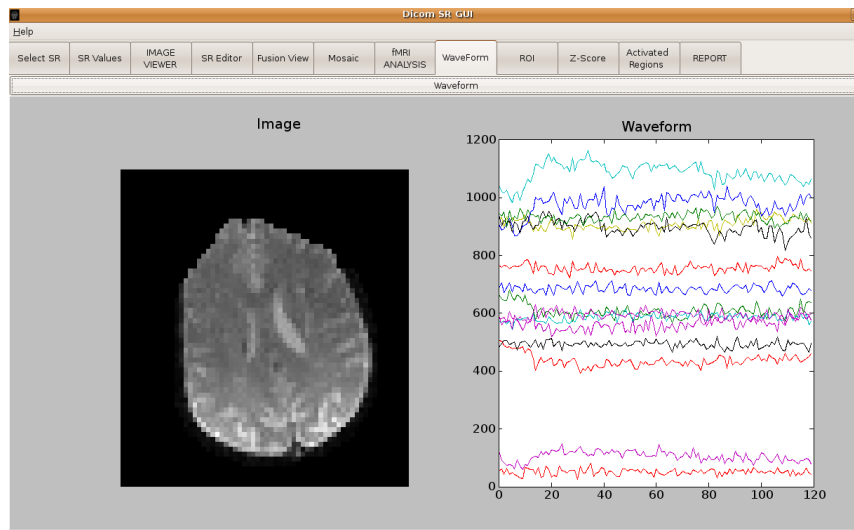 Dicom SR GUI
Help
Select SR
SR Values
IMAGE
VIEWER
SR Editor
Fusion View
Mosaic
fMRI
ANALYSIS
WaveForm
ROI
Z-Score
Activated
Regions
REPORT
Waveform
Image
Waveform
1200
1000
800
600
400
200
0
0 20 40 60 80 100 120